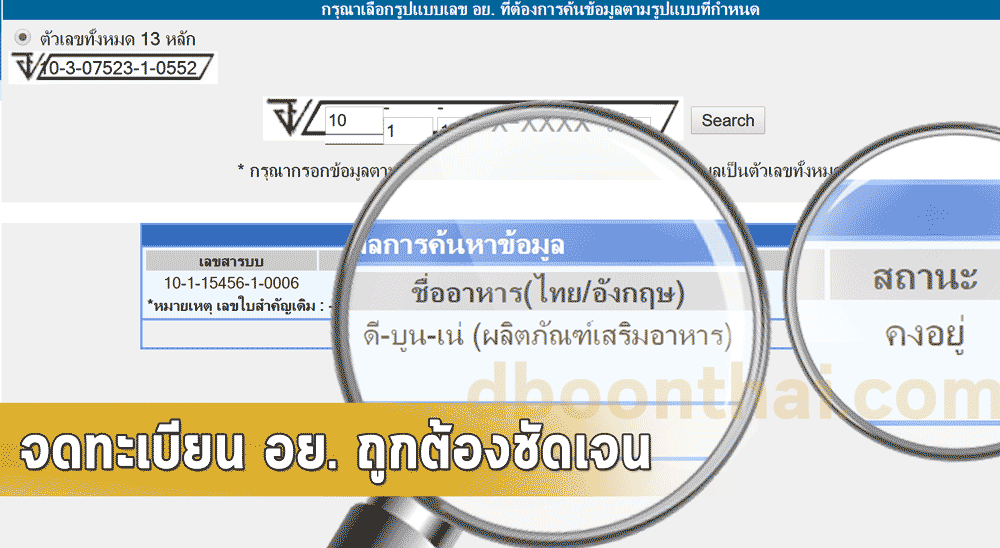 กรุณาเลือกรูปแบบเลข อย. ที่ต้องการค้นข้อมูลตามรูปแบบที่กำหนด
ตัวเลขทั้งหมด 13 หลัก
10-3-07523-1-0552
10
1
X-XXXX
Search
* กรุณากรอกข้อมูลตาม
เป็นตัวเลขทั้งหม
ลการค้นหาข้อมูล
เลขสารบบ
ชื่ออาหาร(ไทย/อังกฤษ)
สถานะ
10-1-15456-1-0006
ดี-บูน-เน่ (ผลิตภัณฑ์เสริมอาหาร)
คงอยู่
*หมายเหตุ เลขใบสำคัญเดิม : -
dboonthai.com
จดทะเบียน อย. ถูกต้องชัดเจน